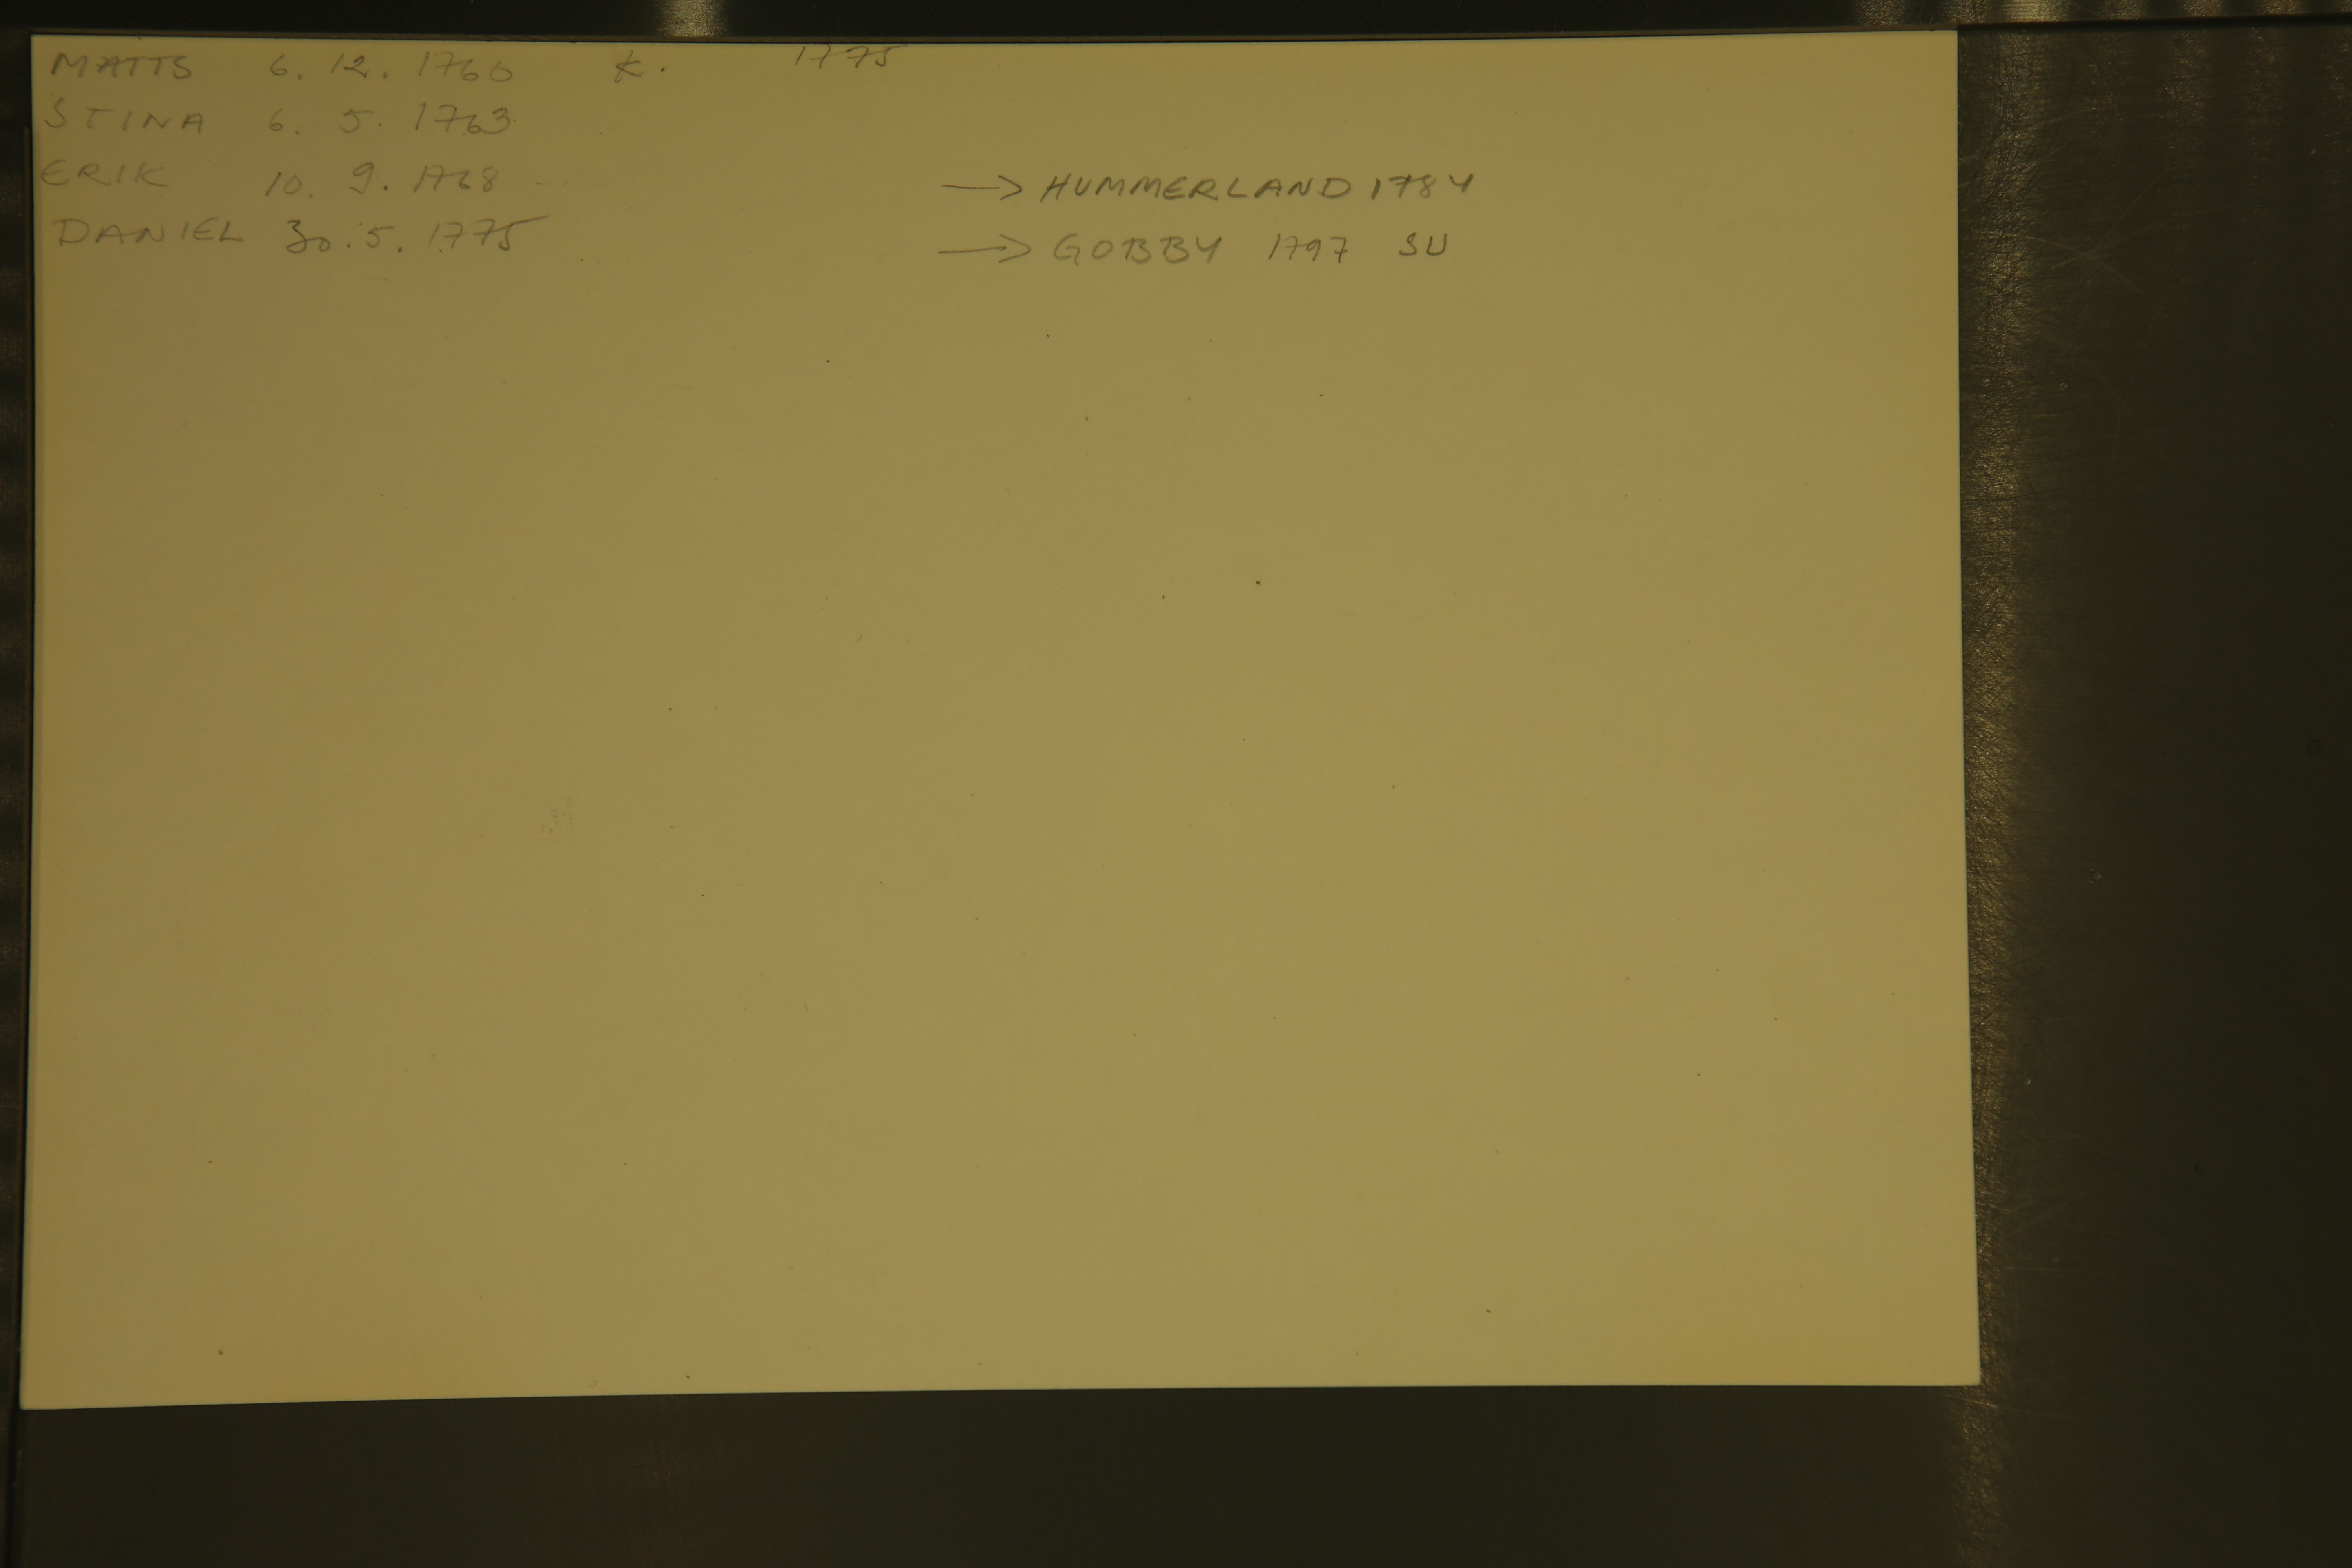 MATTS 6. 12. 1760 K. 1775
STINA 6. 5. 1763
ERIK 10. 9. 1768 → HUMMERLAND 1784
DANIEL 30. 5. 1775 → GOBBY 1797 SU